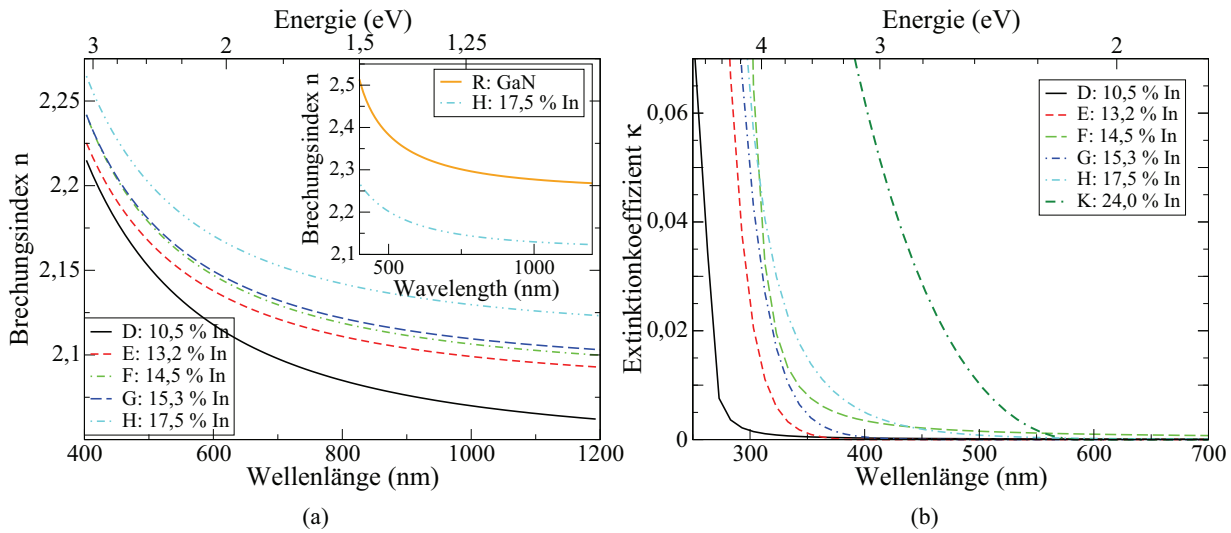 Energie (eV)
3 2 1,5 1,25
2,25
2,2
2,15
2,1
Brechungsindex n
400 600 800 1000 1200
Wellenlänge (nm)
D: 10,5 % In
E: 13,2 % In
F: 14,5 % In
G: 15,3 % In
H: 17,5 % In
R: GaN
H: 17,5 % In
2,5
2,4
2,3
2,2
2,1
Brechungsindex n
500 1000
Wavelength (nm)
(a)
Energie (eV)
4 3 2
0,06
0,04
0,02
0
Extinktionkoeffizient κ
300 400 500 600 700
Wellenlänge (nm)
D: 10,5 % In
E: 13,2 % In
F: 14,5 % In
G: 15,3 % In
H: 17,5 % In
K: 24,0 % In
(b)